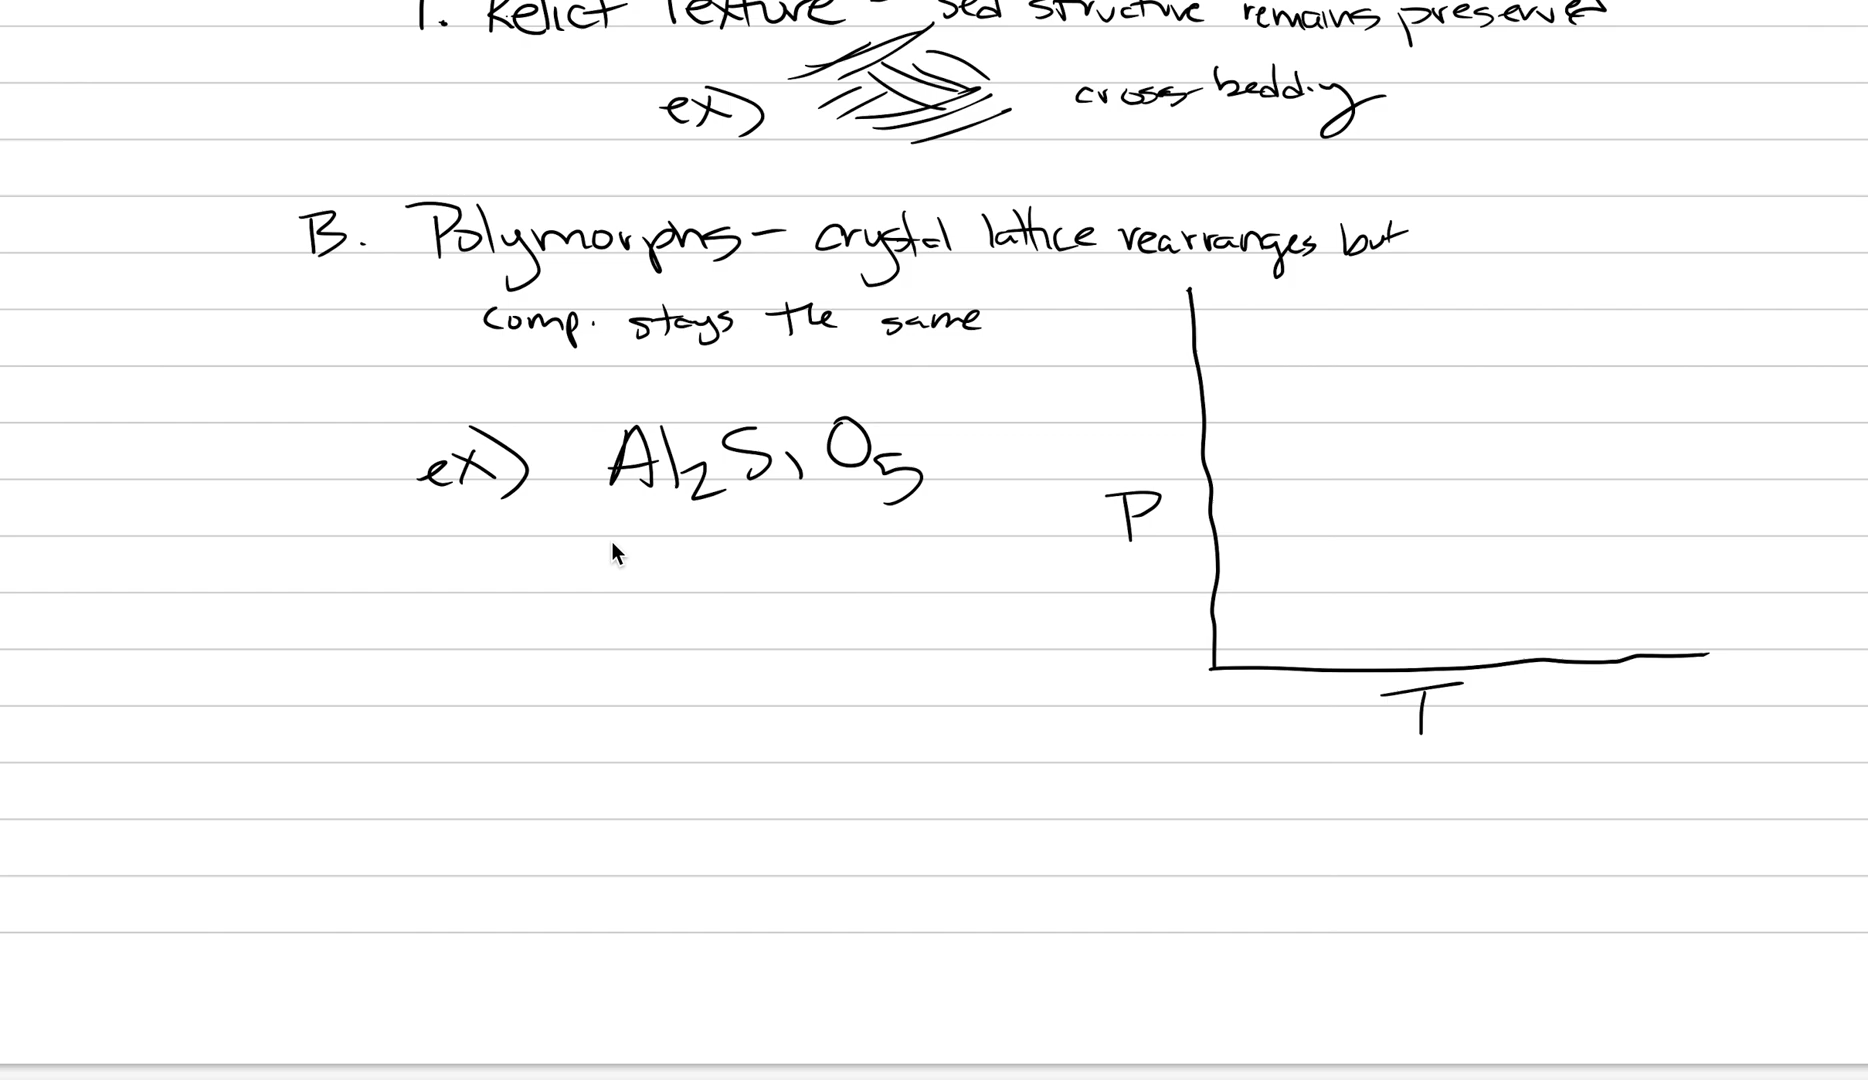 1. Relict Texture - sed structure remains preserved
ex) cross-bedding
B. Polymorphs - crystal lattice rearranges but
comp. stays the same
ex) Al2SiO5
P
T